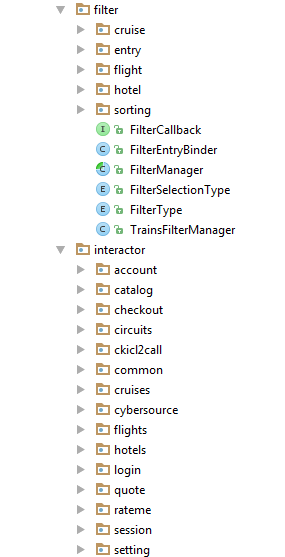 filter
cruise
entry
flight
hotel
sorting
I FilterCallback
C FilterEntryBinder
C FilterManager
E FilterSelectionType
E FilterType
C TrainsFilterManager
interactor
account
catalog
checkout
circuits
ckicl2call
common
cruises
cybersource
flights
hotels
login
quote
rateme
session
setting